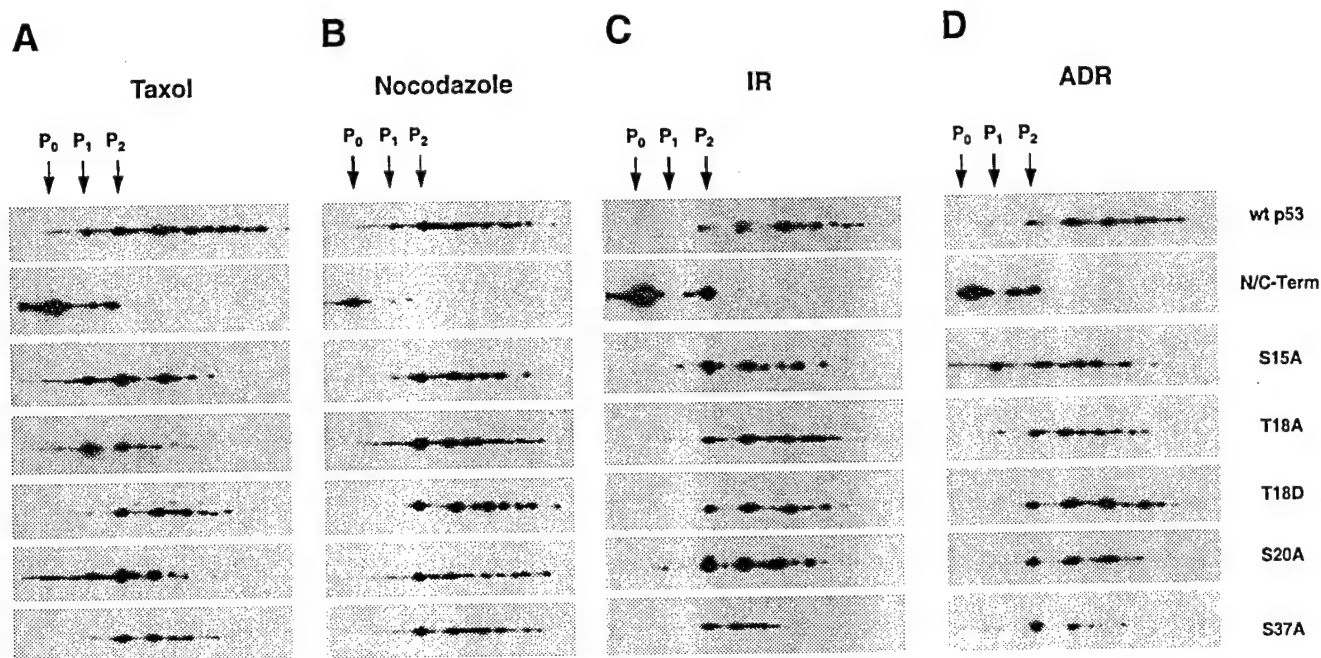 A
B
C
D
Taxol
Nocodazole
IR
ADR
P0 P1 P2
P0 P1 P2
P0 P1 P2
P0 P1 P2
wt p53
N/C-Term
S15A
T18A
T18D
S20A
S37A